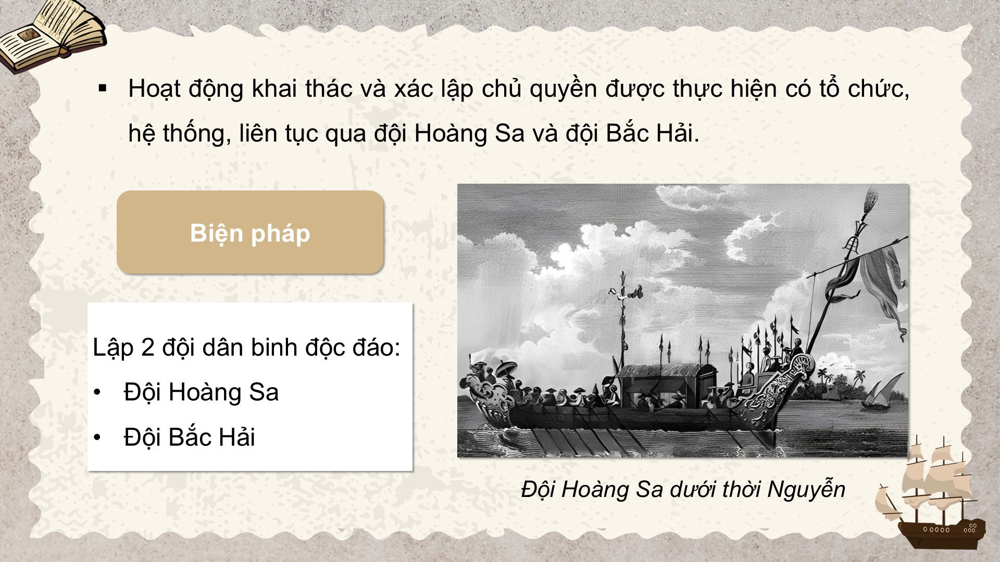 ▪ Hoạt động khai thác và xác lập chủ quyền được thực hiện có tổ chức,
hệ thống, liên tục qua đội Hoàng Sa và đội Bắc Hải.
Biện pháp
Lập 2 đội dân binh độc đáo:
• Đội Hoàng Sa
• Đội Bắc Hải
Đội Hoàng Sa dưới thời Nguyễn